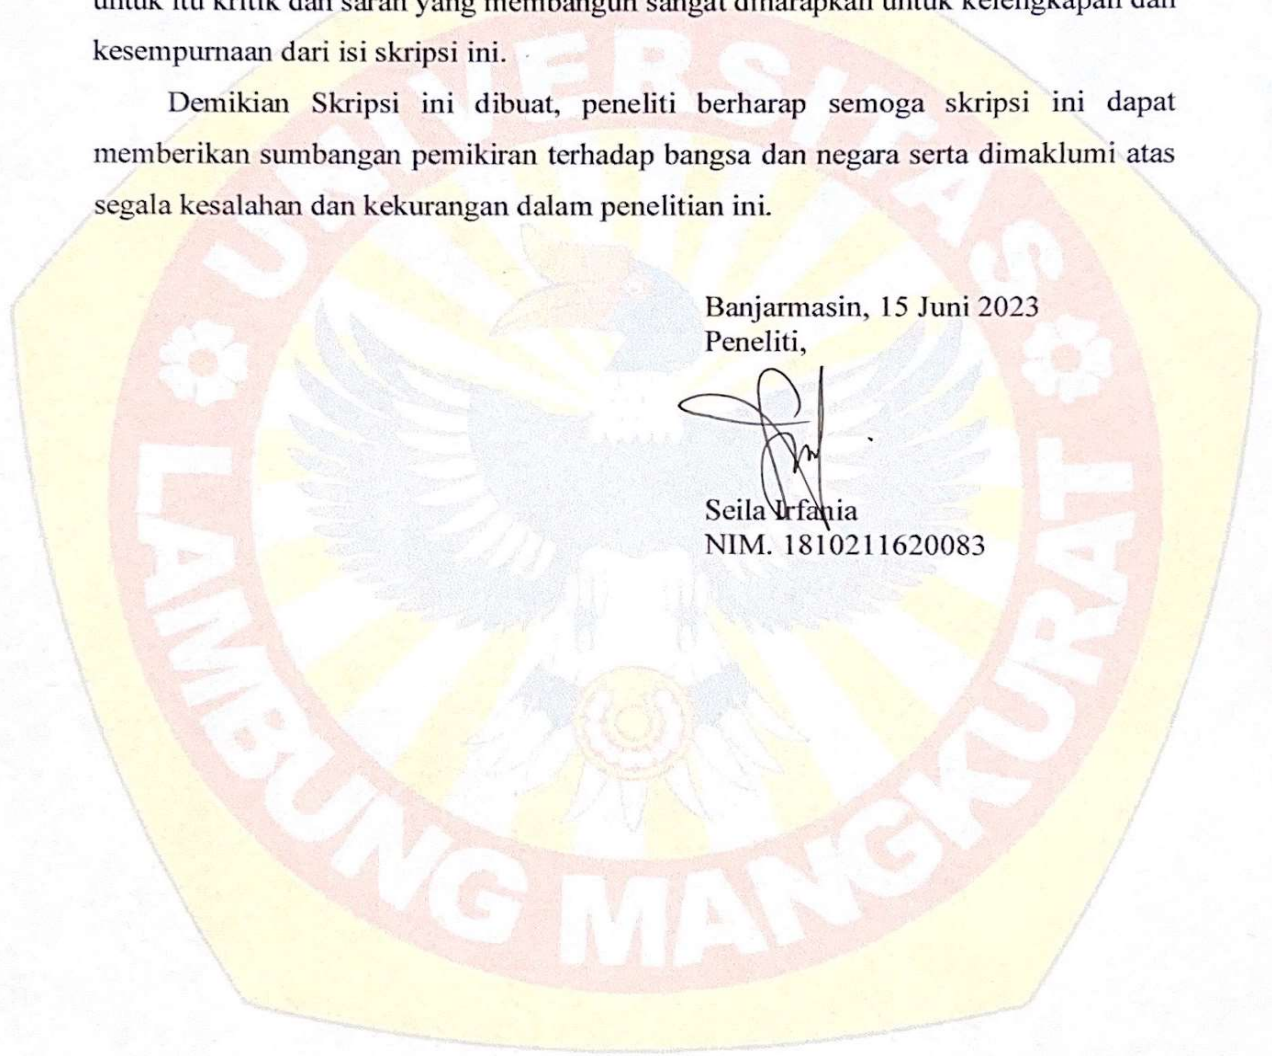 untuk itu kritik dan saran yang membangun sangat diharapkan untuk kelengkapan dan
kesempurnaan dari isi skripsi ini.
Demikian Skripsi ini dibuat, peneliti berharap semoga skripsi ini dapat
memberikan sumbangan pemikiran terhadap bangsa dan negara serta dimaklumi atas
segala kesalahan dan kekurangan dalam penelitian ini.
Banjarmasin, 15 Juni 2023
Peneliti,
Seila Irfania
NIM. 1810211620083
UNIVERSITAS
LAMBUNG MANGKURAT